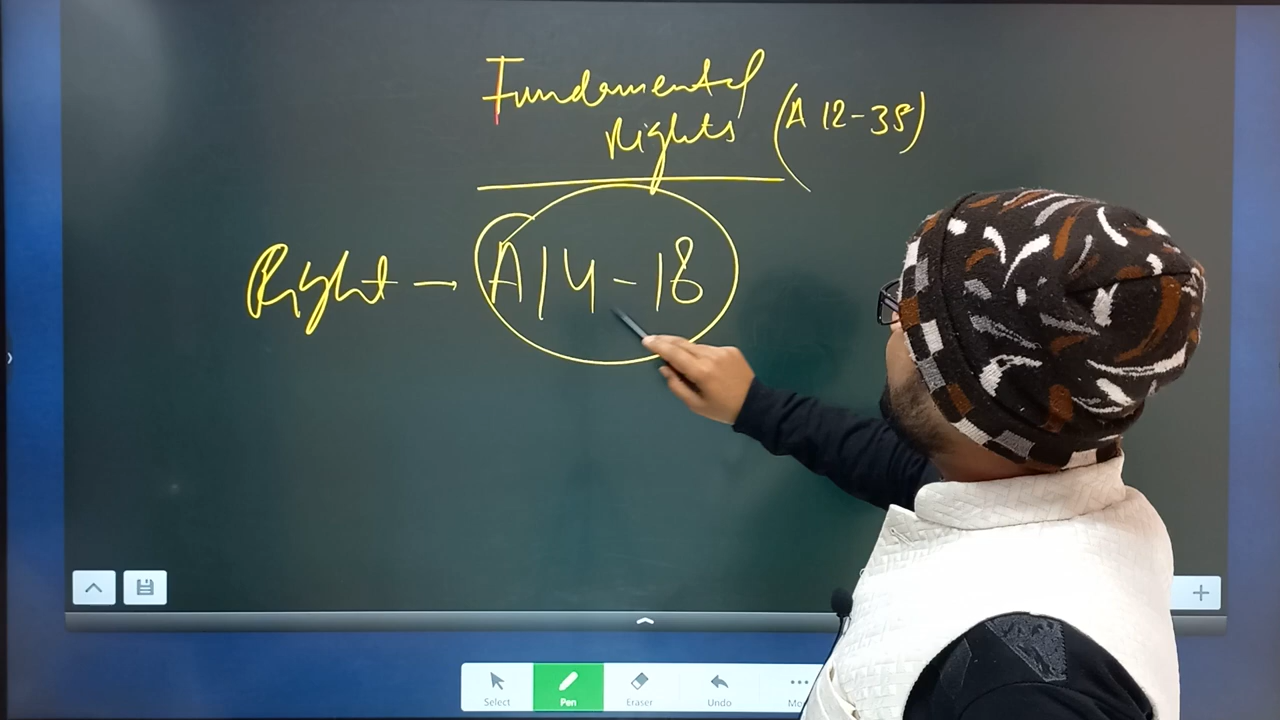 Fundamental
Rights (A 12-35)
Right → A14-18
Select Pen Eraser Undo